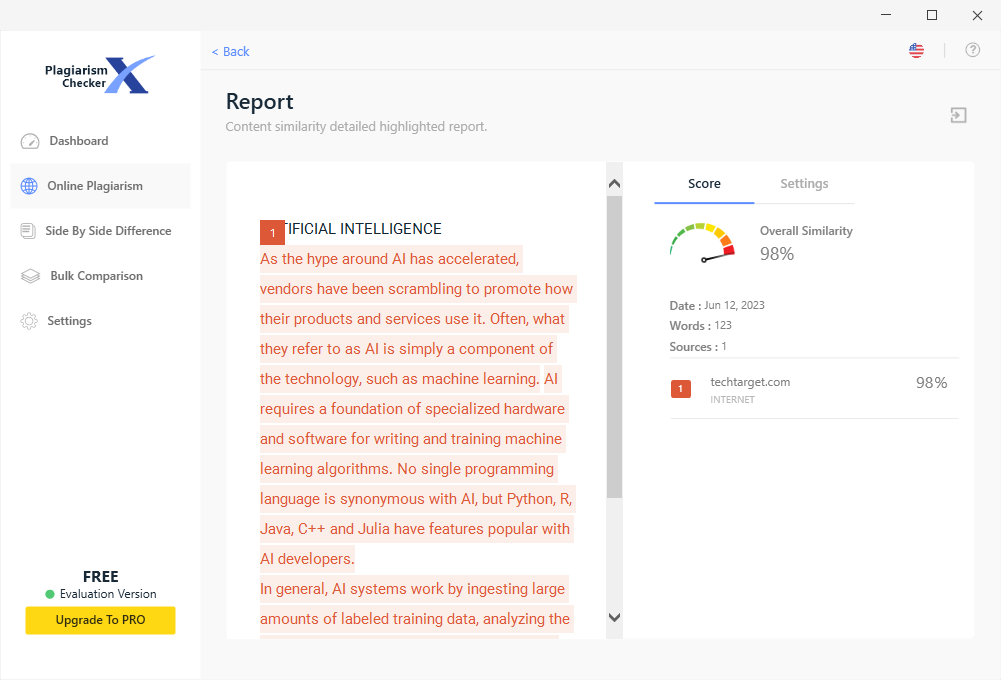 Plagiarism
Checker X
< Back
Dashboard
Online Plagiarism
Side By Side Difference
Bulk Comparison
Settings
FREE
Evaluation Version
Upgrade To PRO
Report
Content similarity detailed highlighted report.
1 TIFICIAL INTELLIGENCE
As the hype around AI has accelerated,
vendors have been scrambling to promote how
their products and services use it. Often, what
they refer to as AI is simply a component of
the technology, such as machine learning. AI
requires a foundation of specialized hardware
and software for writing and training machine
learning algorithms. No single programming
language is synonymous with AI, but Python, R,
Java, C++ and Julia have features popular with
AI developers.
In general, AI systems work by ingesting large
amounts of labeled training data, analyzing the
Score Settings
Overall Similarity
98%
Date : Jun 12, 2023
Words : 123
Sources : 1
1 techtarget.com 98%
INTERNET